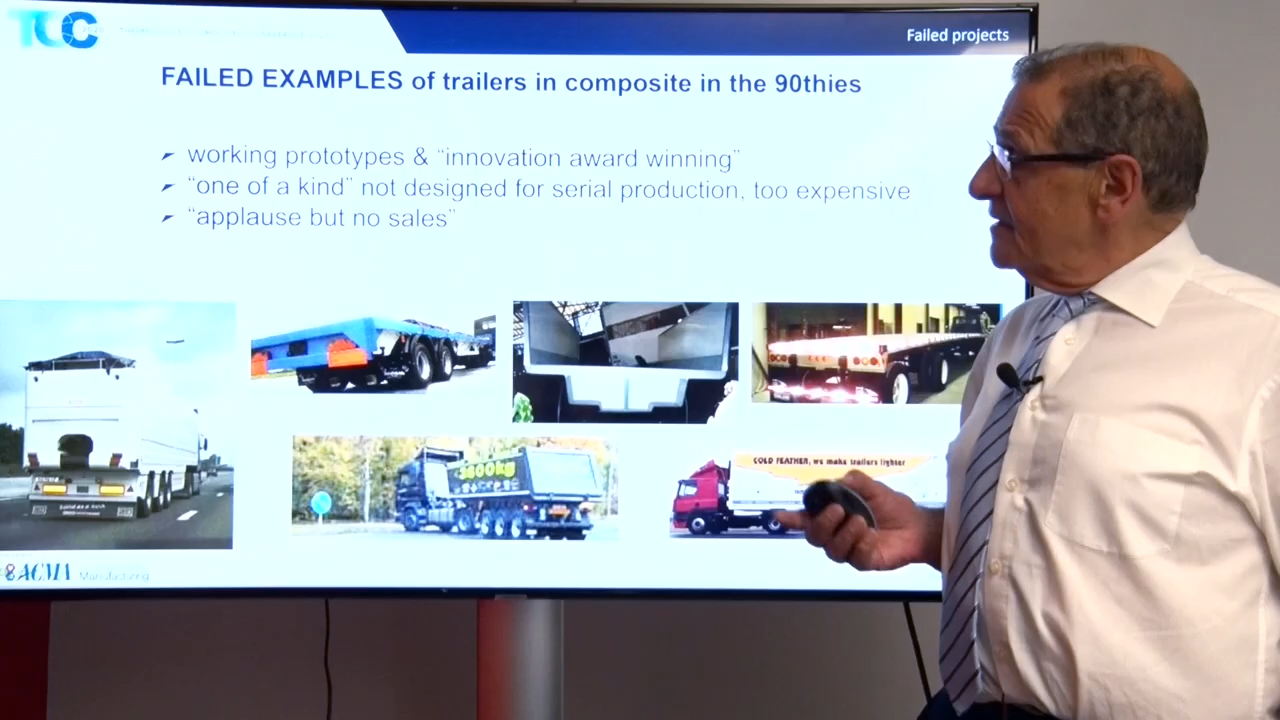 TCC
Failed projects
FAILED EXAMPLES of trailers in composite in the 90thies
working prototypes & “innovation award winning”
“one of a kind” not designed for serial production, too expensive
“applause but no sales”
3800kg
COLD FEATHER; we make trailers lighter
ACMA Manufacturing